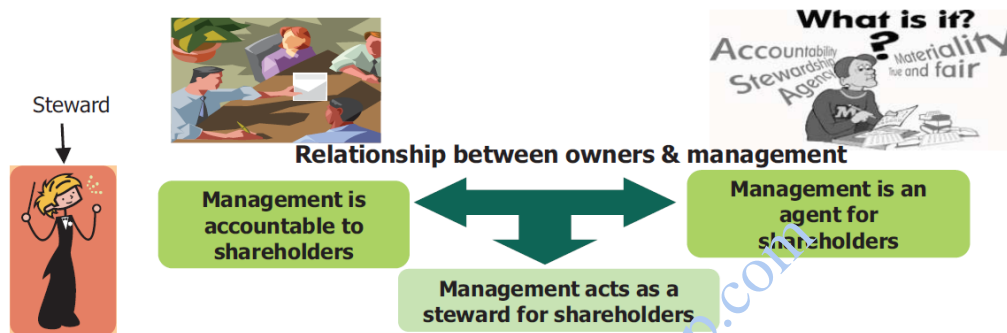 What is it?
?
Accountability
Stewardship
Agency
Materiality
True and fair
Steward
Relationship between owners & management
Management is
accountable to
shareholders
Management is an
agent for
shareholders
Management acts as a
steward for shareholders
.com